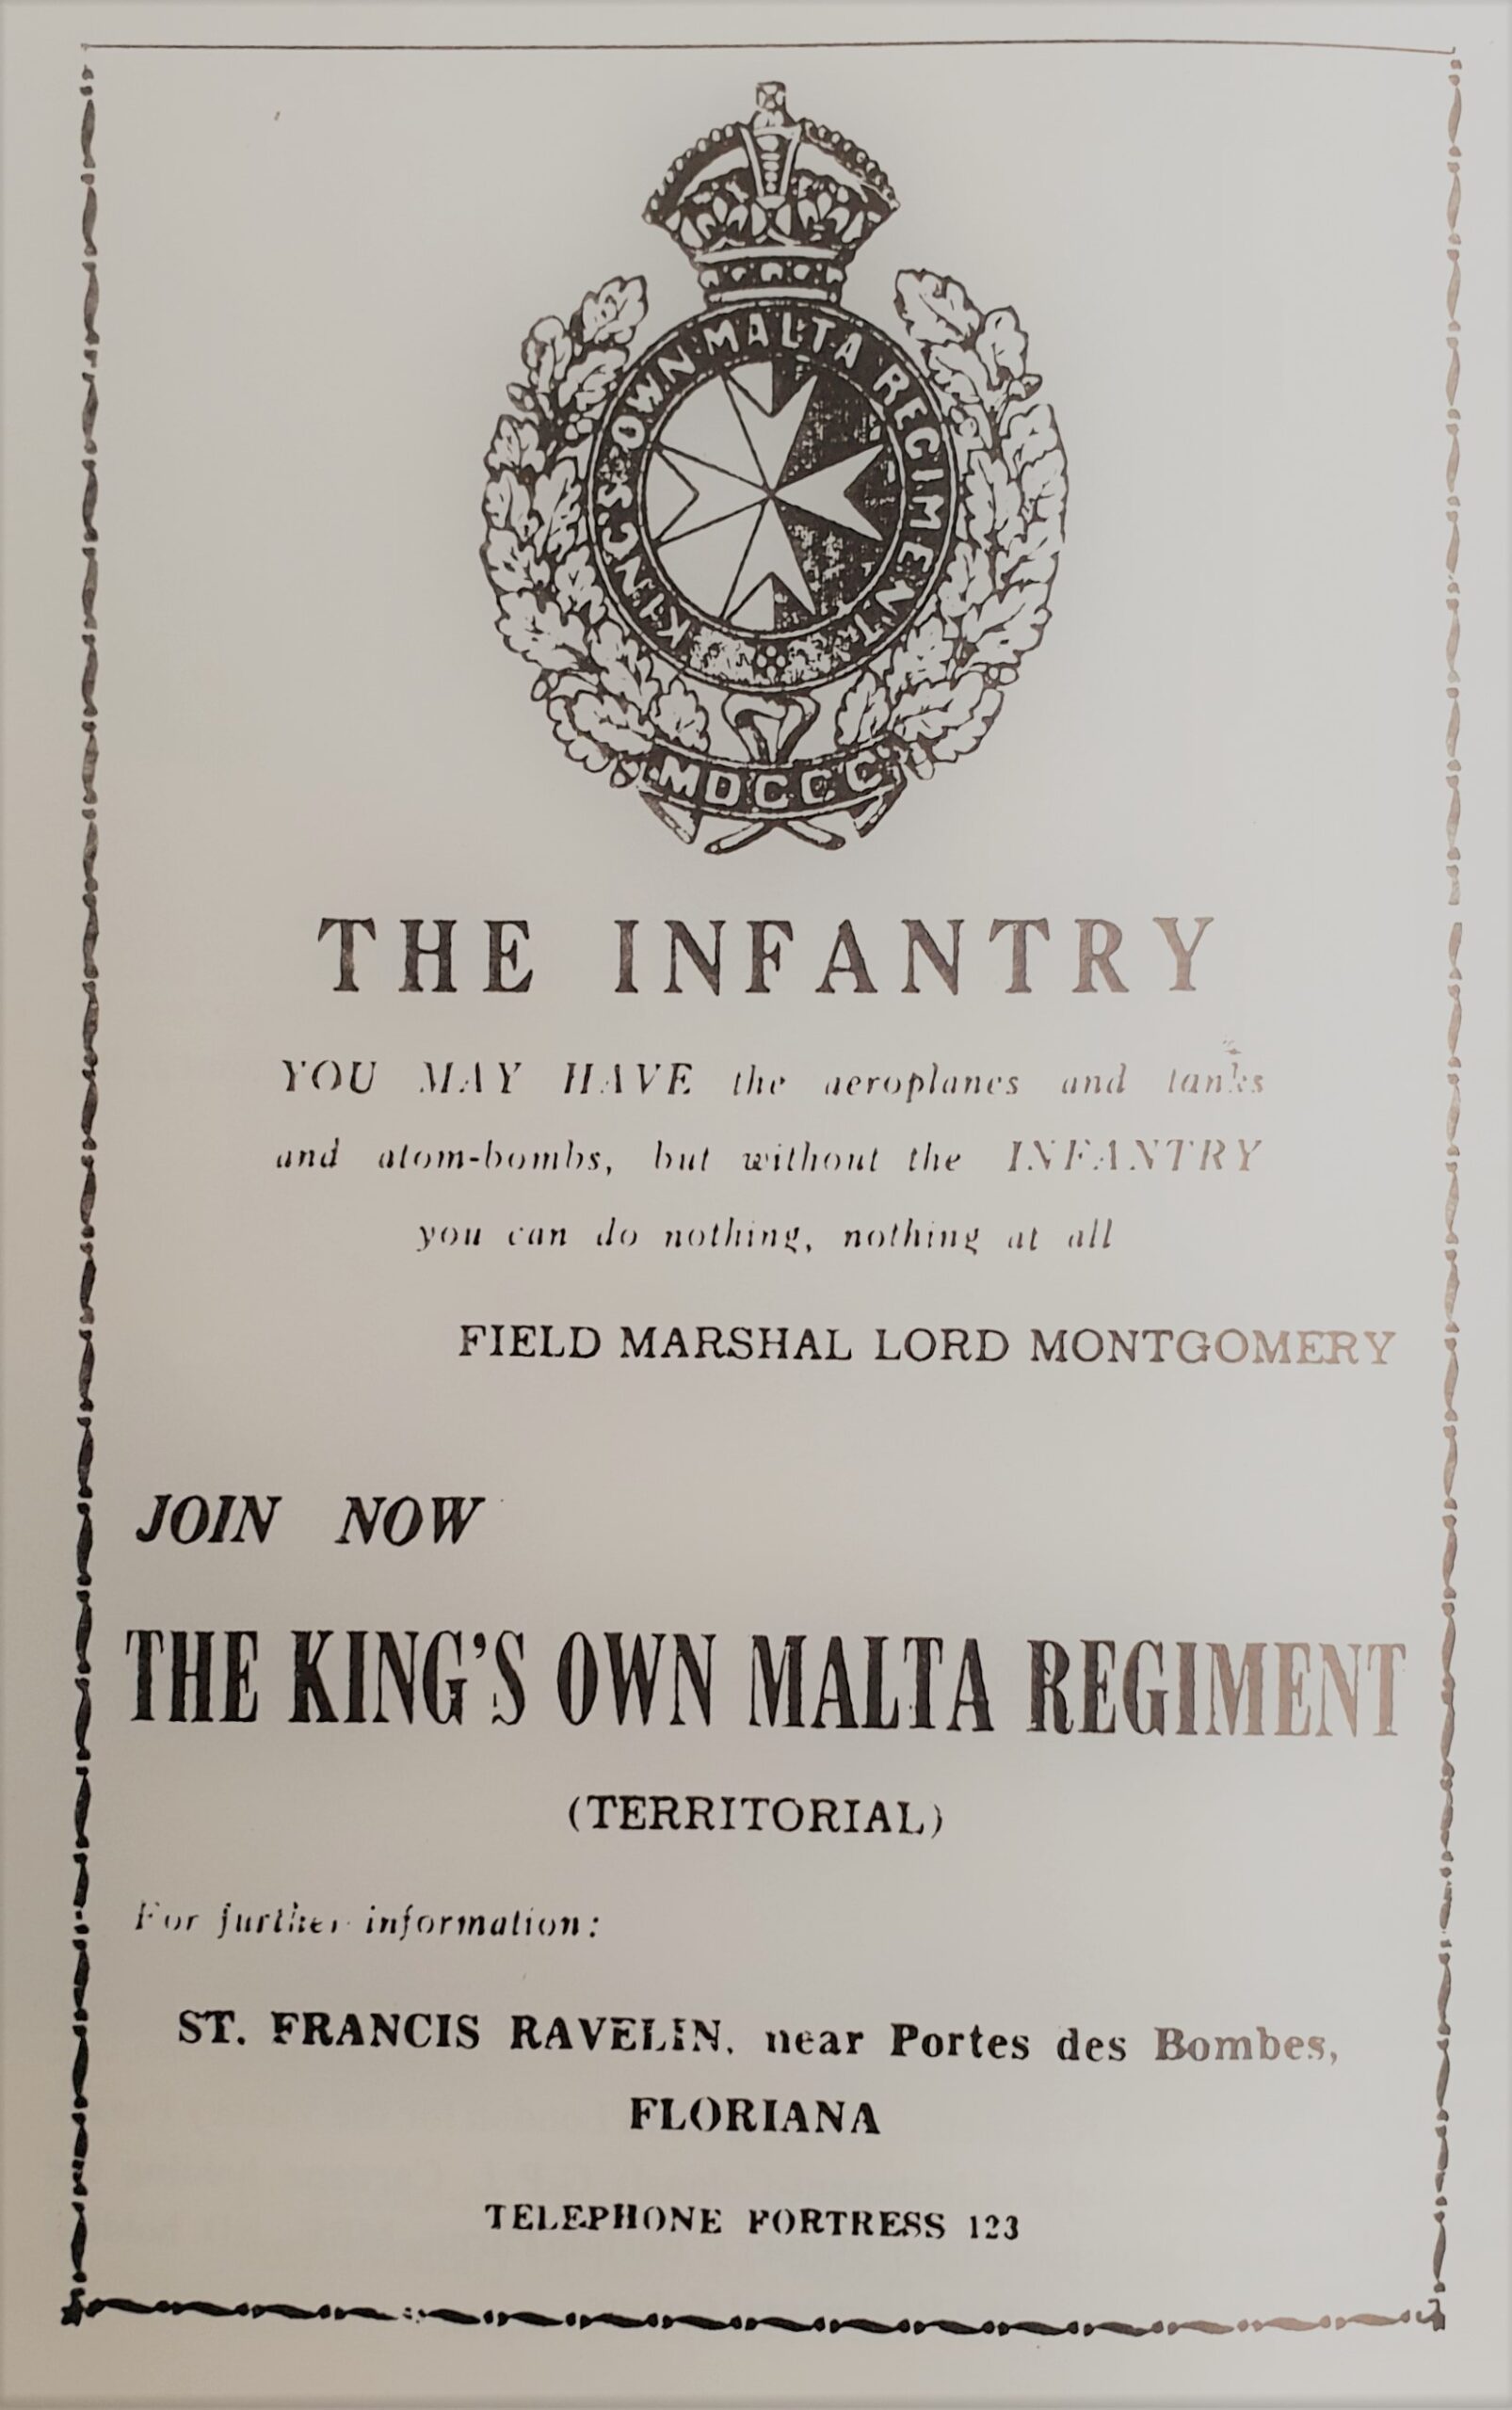 KING'S OWN MALTA REGIMENT
MDCCC
THE INFANTRY
YOU MAY HAVE the aeroplanes and tanks
and atom-bombs, but without the INFANTRY
you can do nothing, nothing at all
FIELD MARSHAL LORD MONTGOMERY
JOIN NOW
THE KING'S OWN MALTA REGIMENT
(TERRITORIAL)
For further information:
ST. FRANCIS RAVELIN, near Portes des Bombes,
FLORIANA
TELEPHONE FORTRESS 123